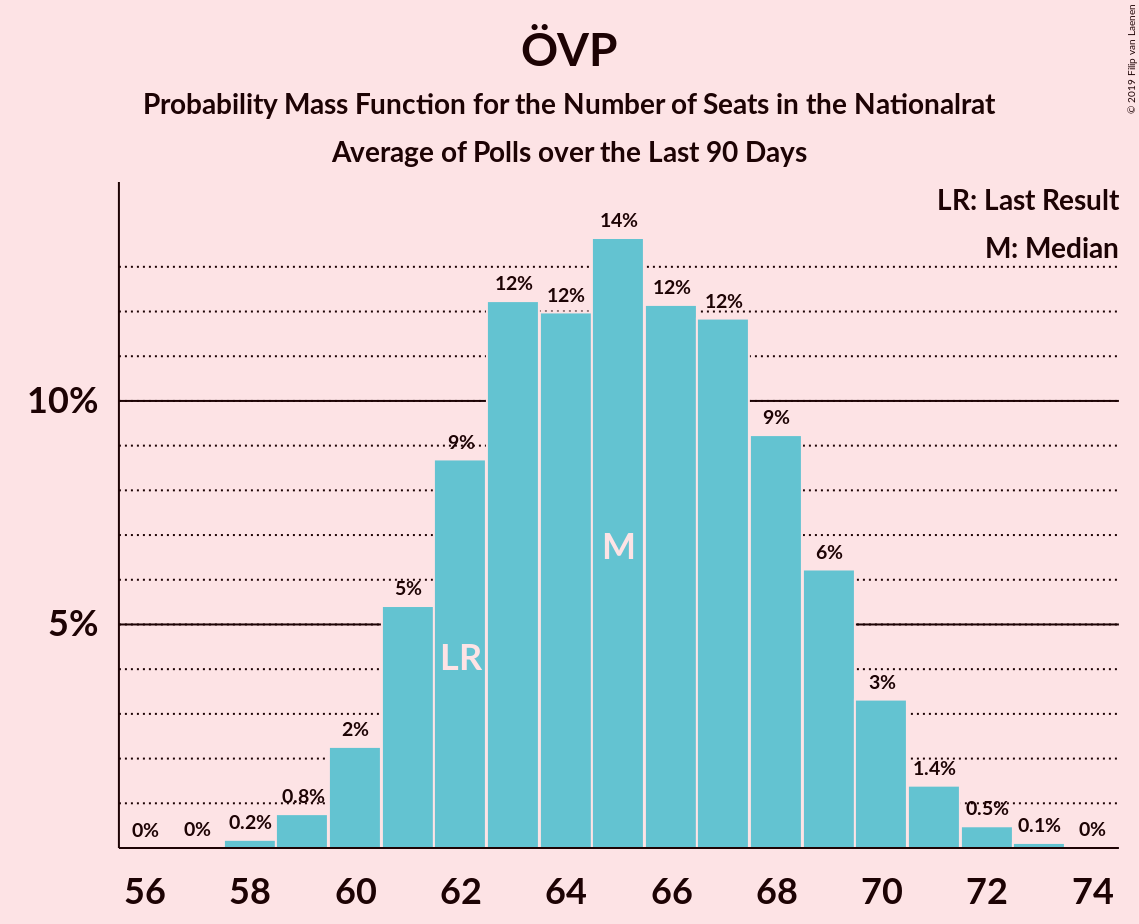 ÖVP
Probability Mass Function for the Number of Seats in the Nationalrat
Average of Polls over the Last 90 Days
© 2019 Filip van Laenen
LR: Last Result
M: Median
10%
5%
0%
0%
0.2%
0.8%
2%
5%
9%
12%
12%
14%
12%
12%
9%
6%
3%
1.4%
0.5%
0.1%
0%
LR
M
56 58 60 62 64 66 68 70 72 74